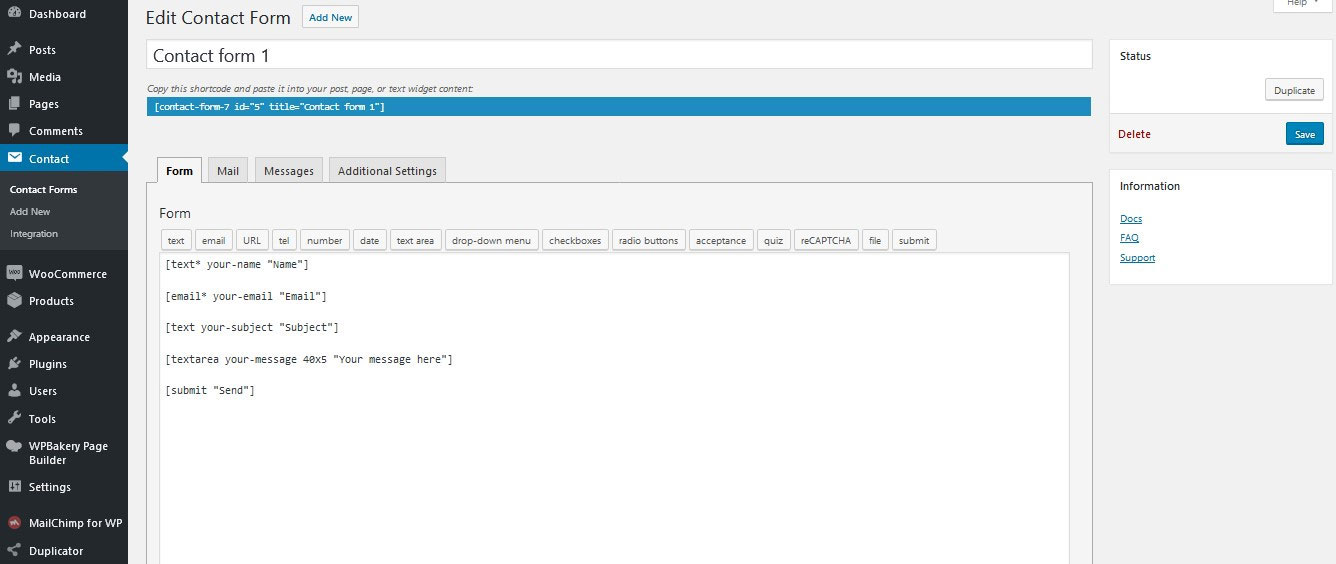 Dashboard
Posts
Media
Pages
Comments
Contact
Contact Forms
Add New
Integration
WooCommerce
Products
Appearance
Plugins
Users
Tools
WPBakery Page
Builder
Settings
MailChimp for WP
Duplicator
Edit Contact Form Add New
Help
Contact form 1
Copy this shortcode and paste it into your post, page, or text widget content:
[contact-form-7 id="5" title="Contact form 1"]
Form Mail Messages Additional Settings
Form
text email URL tel number date text area drop-down menu checkboxes radio buttons acceptance quiz reCAPTCHA file submit
[text* your-name "Name"]
[email* your-email "Email"]
[text your-subject "Subject"]
[textarea your-message 40x5 "Your message here"]
[submit "Send"]
Status
Duplicate
Delete Save
Information
Docs
FAQ
Support